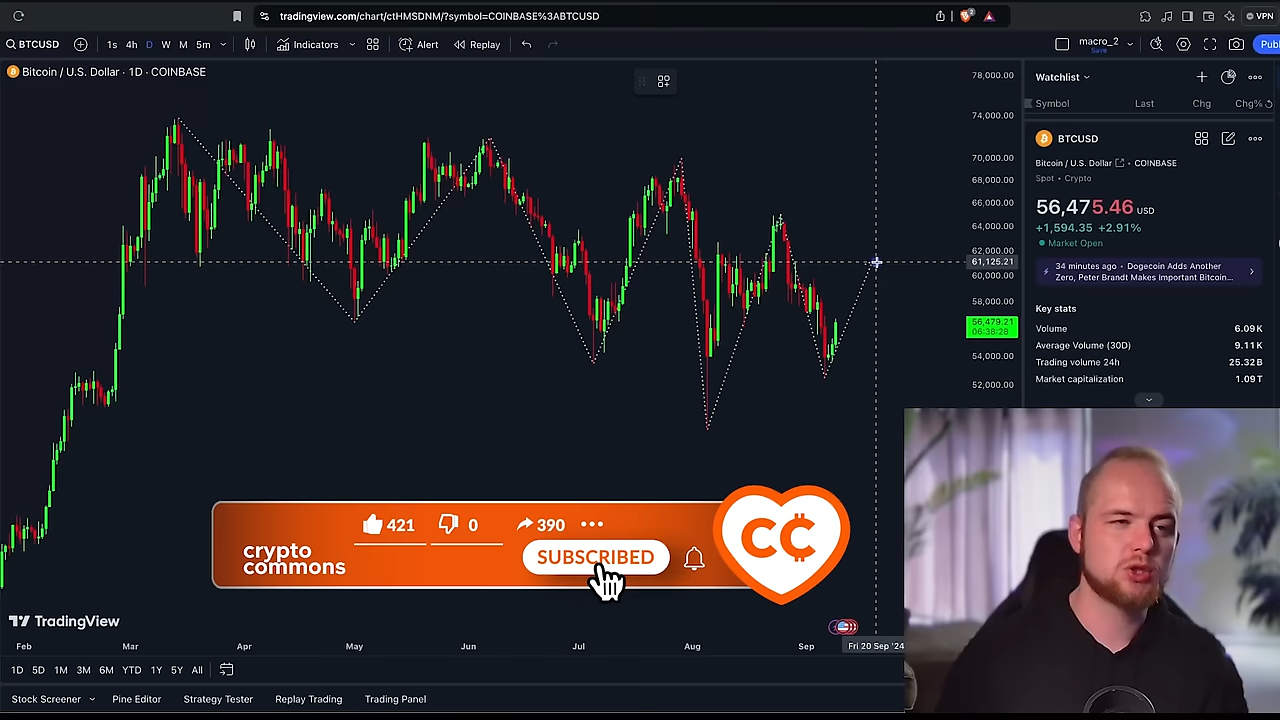 tradingview.com/chart/ctHMSDNM/?symbol=COINBASE%3ABTCUSD
VPN
BTCUSD
1s 4h D W M 5m
Indicators
Alert
Replay
macro_2
Save
Publ
Bitcoin / U.S. Dollar · 1D · COINBASE
78,000.00
74,000.00
70,000.00
68,000.00
66,000.00
64,000.00
62,000.00
61,125.21
60,000.00
58,000.00
56,479.21
06:38:28
54,000.00
52,000.00
Watchlist
Symbol Last Chg Chg%
BTCUSD
Bitcoin / U.S. Dollar · COINBASE
Spot · Crypto
56,475.46 USD
+1,594.35 +2.91%
Market Open
34 minutes ago · Dogecoin Adds Another
Zero, Peter Brandt Makes Important Bitcoin...
Key stats
Volume 6.09K
Average Volume (30D) 9.11K
Trading volume 24h 25.32B
Market capitalization 1.09T
421 0 390
crypto
commons
SUBSCRIBED
TradingView
Feb Mar Apr May Jun Jul Aug Sep Fri 20 Sep '24
1D 5D 1M 3M 6M YTD 1Y 5Y All
Stock Screener Pine Editor Strategy Tester Replay Trading Trading Panel